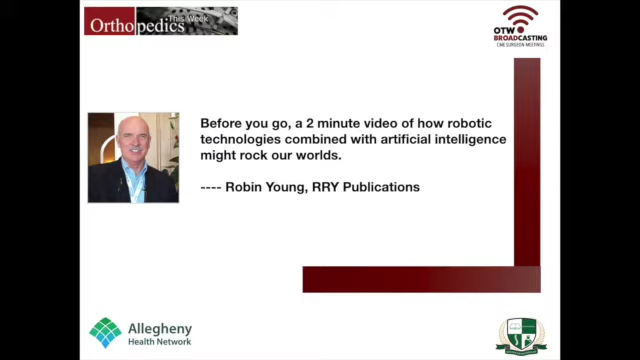 Orthopedics
This Week
OTW
BROADCASTING
CME SURGEON MEETINGS
Before you go, a 2 minute video of how robotic
technologies combined with artificial intelligence
might rock our worlds.
---- Robin Young, RRY Publications
Allegheny
Health Network